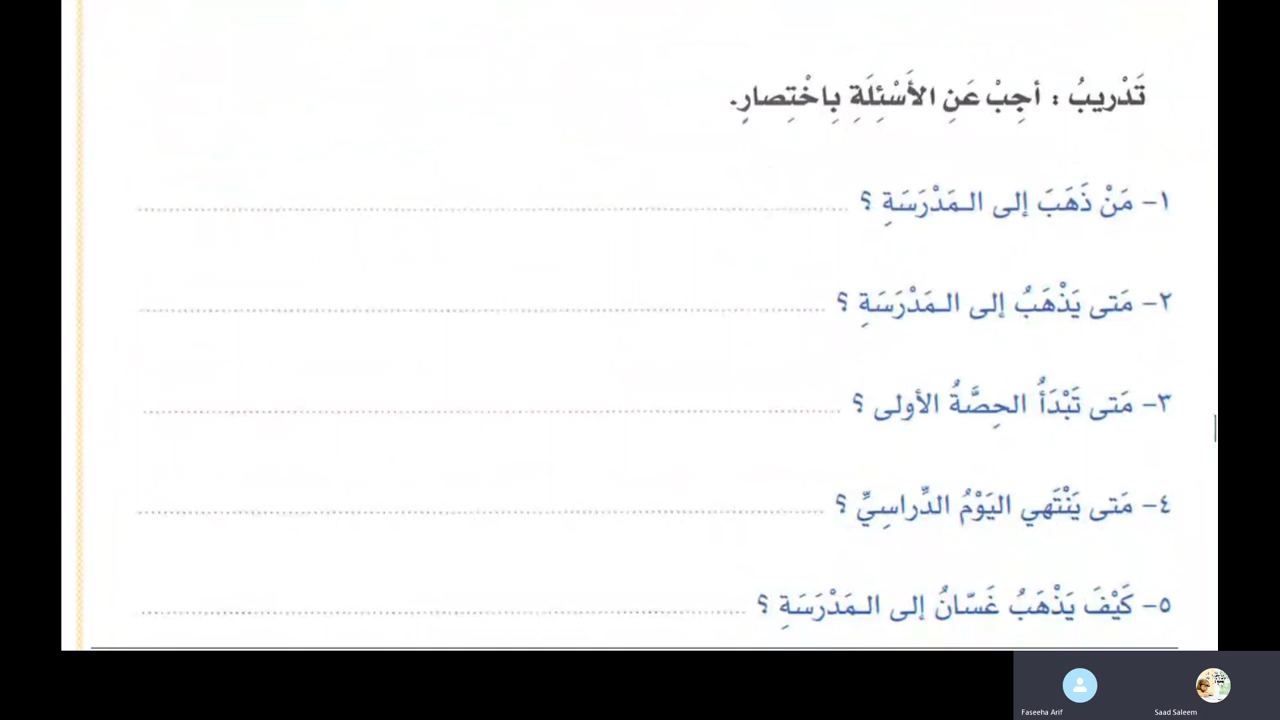 تَدْريبُ : أجِبْ عَنِ الأَسْئِلَةِ بِاخْتِصارٍ.
١- مَنْ ذَهَبَ إلى الـمَدْرَسَةِ ؟ ........................
٢- مَتى يَذْهَبُ إلى الـمَدْرَسَةِ ؟ ........................
٣- مَتى تَبْدَأُ الحِصَّةُ الأولى ؟ ........................
٤- مَتى يَنْتَهي اليَوْمُ الدِّراسِيِّ ؟ ........................
٥- كَيْفَ يَذْهَبُ غَسّانُ إلى الـمَدْرَسَةِ ؟ ........................
Faseeha Arif
Saad Saleem